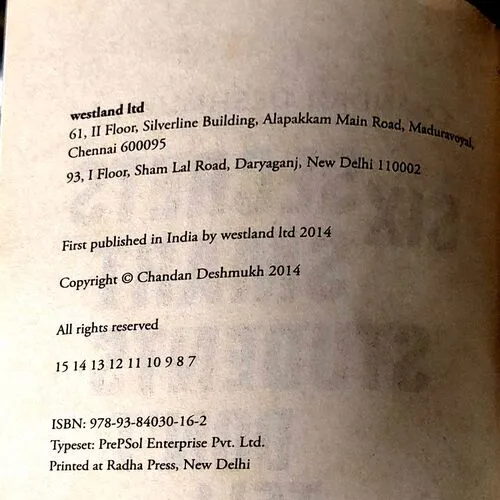 westland ltd
61, II Floor, Silverline Building, Alapakkam Main Road, Maduravoyal,
Chennai 600095
93, I Floor, Sham Lal Road, Daryaganj, New Delhi 110002
First published in India by westland ltd 2014
Copyright © Chandan Deshmukh 2014
All rights reserved
15 14 13 12 11 10 9 8 7
ISBN: 978-93-84030-16-2
Typeset: PrePSol Enterprise Pvt. Ltd.
Printed at Radha Press, New Delhi